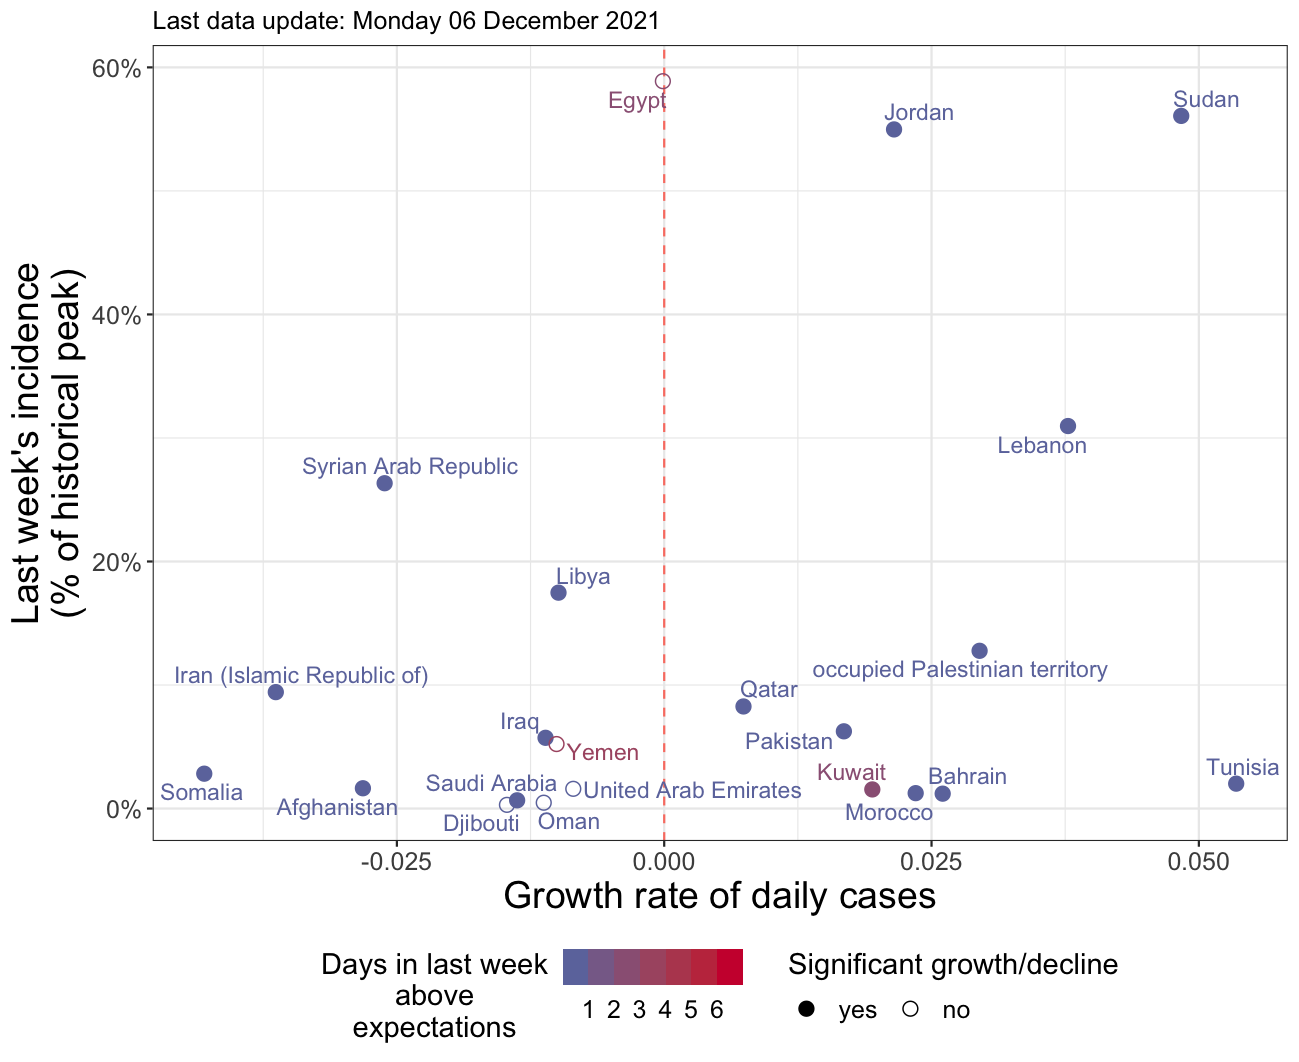 Last data update: Monday 06 December 2021
60%
40%
20%
0%
Last week's incidence
(% of historical peak)
Egypt
Jordan
Sudan
Lebanon
Syrian Arab Republic
Libya
occupied Palestinian territory
Iran (Islamic Republic of)
Qatar
Iraq
Pakistan
Yemen
Kuwait
Bahrain
Tunisia
Somalia
Saudi Arabia
United Arab Emirates
Afghanistan
Morocco
Djibouti
Oman
-0.025
0.000
0.025
0.050
Growth rate of daily cases
Days in last week
above
expectations
1 2 3 4 5 6
Significant growth/decline
yes
no